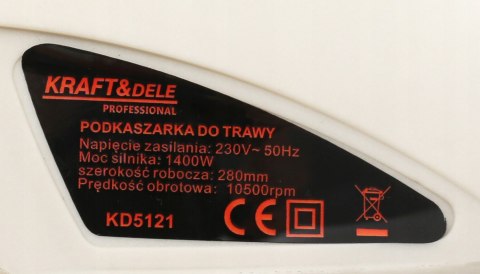 KRAFT&DELE
PROFESSIONAL
PODKASZARKA DO TRAWY
Napięcie zasilania: 230V~ 50Hz
Moc silnika: 1400W
szerokość robocza: 280mm
Prędkość obrotowa: 10500rpm
KD5121 CE